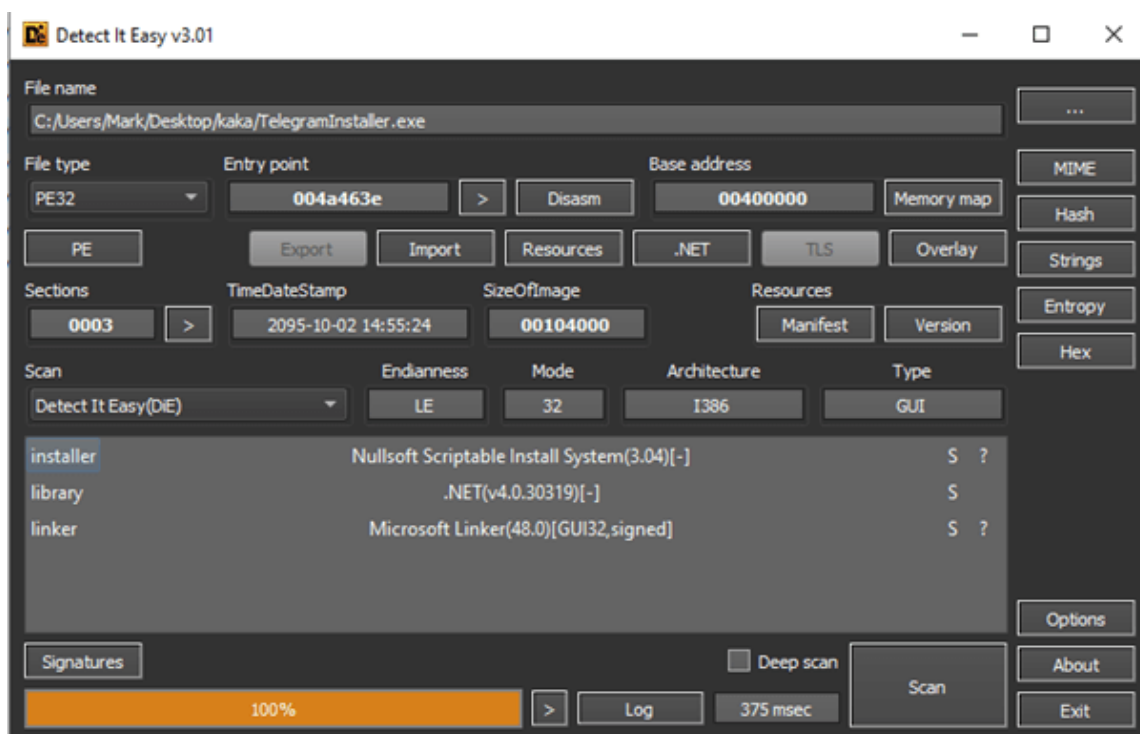 Detect It Easy v3.01
File name
C:/Users/Mark/Desktop/kaka/TelegramInstaller.exe
...
File type Entry point Base address
MIME
PE32 004a463e > Disasm 00400000 Memory map
Hash
PE Export Import Resources .NET TLS Overlay
Strings
Sections TimeDateStamp SizeOfImage Resources
Entropy
0003 > 2095-10-02 14:55:24 00104000 Manifest Version
Hex
Scan Endianness Mode Architecture Type
Detect It Easy(DiE) LE 32 I386 GUI
installer Nullsoft Scriptable Install System(3.04)[-] S ?
library .NET(v4.0.30319)[-] S
linker Microsoft Linker(48.0)[GUI32,signed] S ?
Options
Signatures Deep scan
About
Scan
100% > Log 375 msec
Exit